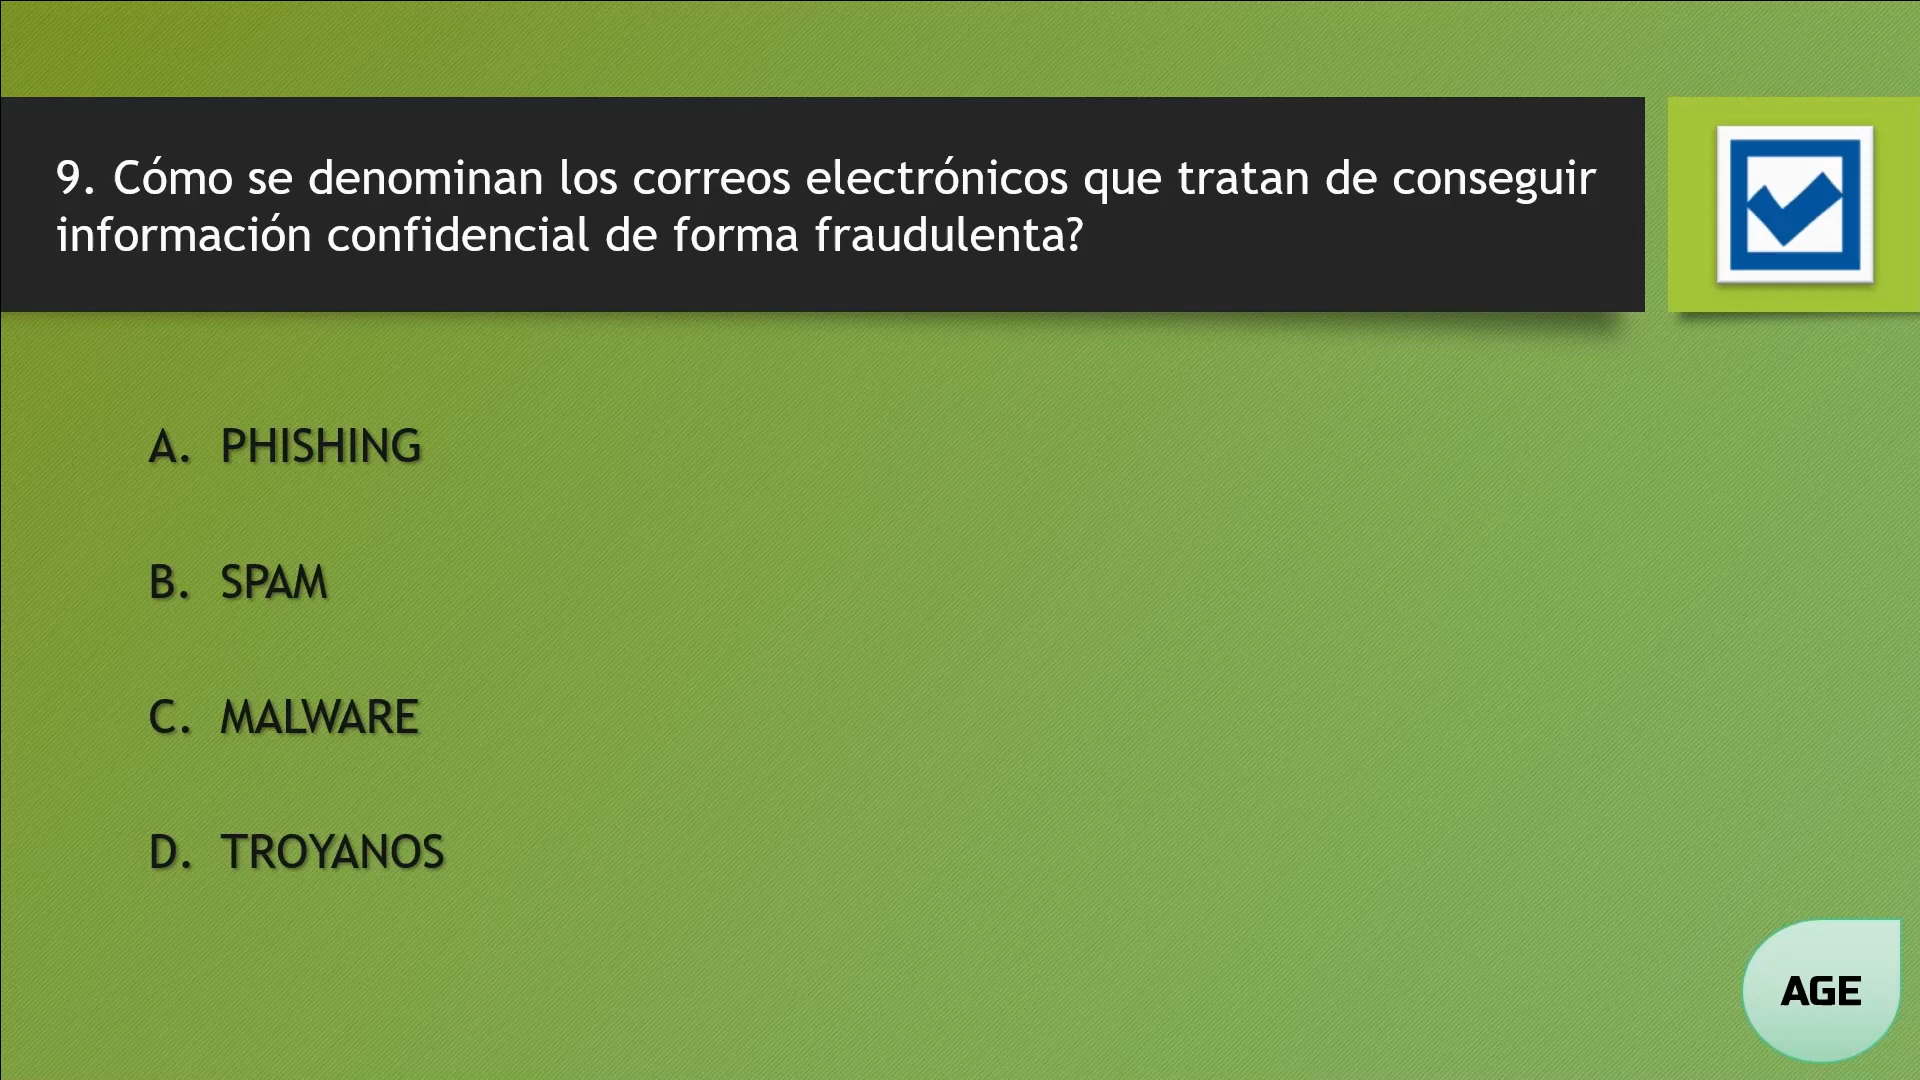 9. Cómo se denominan los correos electrónicos que tratan de conseguir
información confidencial de forma fraudulenta?
A. PHISHING
B. SPAM
C. MALWARE
D. TROYANOS
AGE